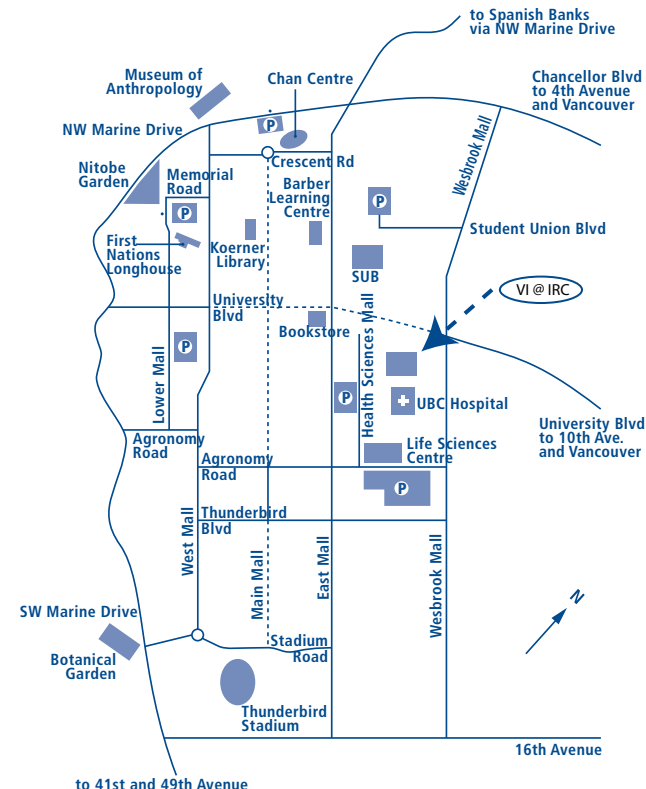 to Spanish Banks
via NW Marine Drive
Museum of
Anthropology
Chan Centre
Chancellor Blvd
to 4th Avenue
and Vancouver
P
NW Marine Drive
Wesbrook Mall
Crescent Rd
Nitobe
Garden
Memorial
Road
Barber
Learning
Centre
P
P
First
Nations
Longhouse
Koerner
Library
Student Union Blvd
SUB
VI @ IRC
University
Blvd
Bookstore
Health Sciences Mall
P
Lower Mall
P
UBC Hospital
University Blvd
to 10th Ave.
and Vancouver
Agronomy
Road
Life Sciences
Centre
Agronomy
Road
P
Thunderbird
Blvd
West Mall
Main Mall
East Mall
Wesbrook Mall
N
SW Marine Drive
Botanical
Garden
Stadium
Road
Thunderbird
Stadium
16th Avenue
to 41st and 49th Avenue